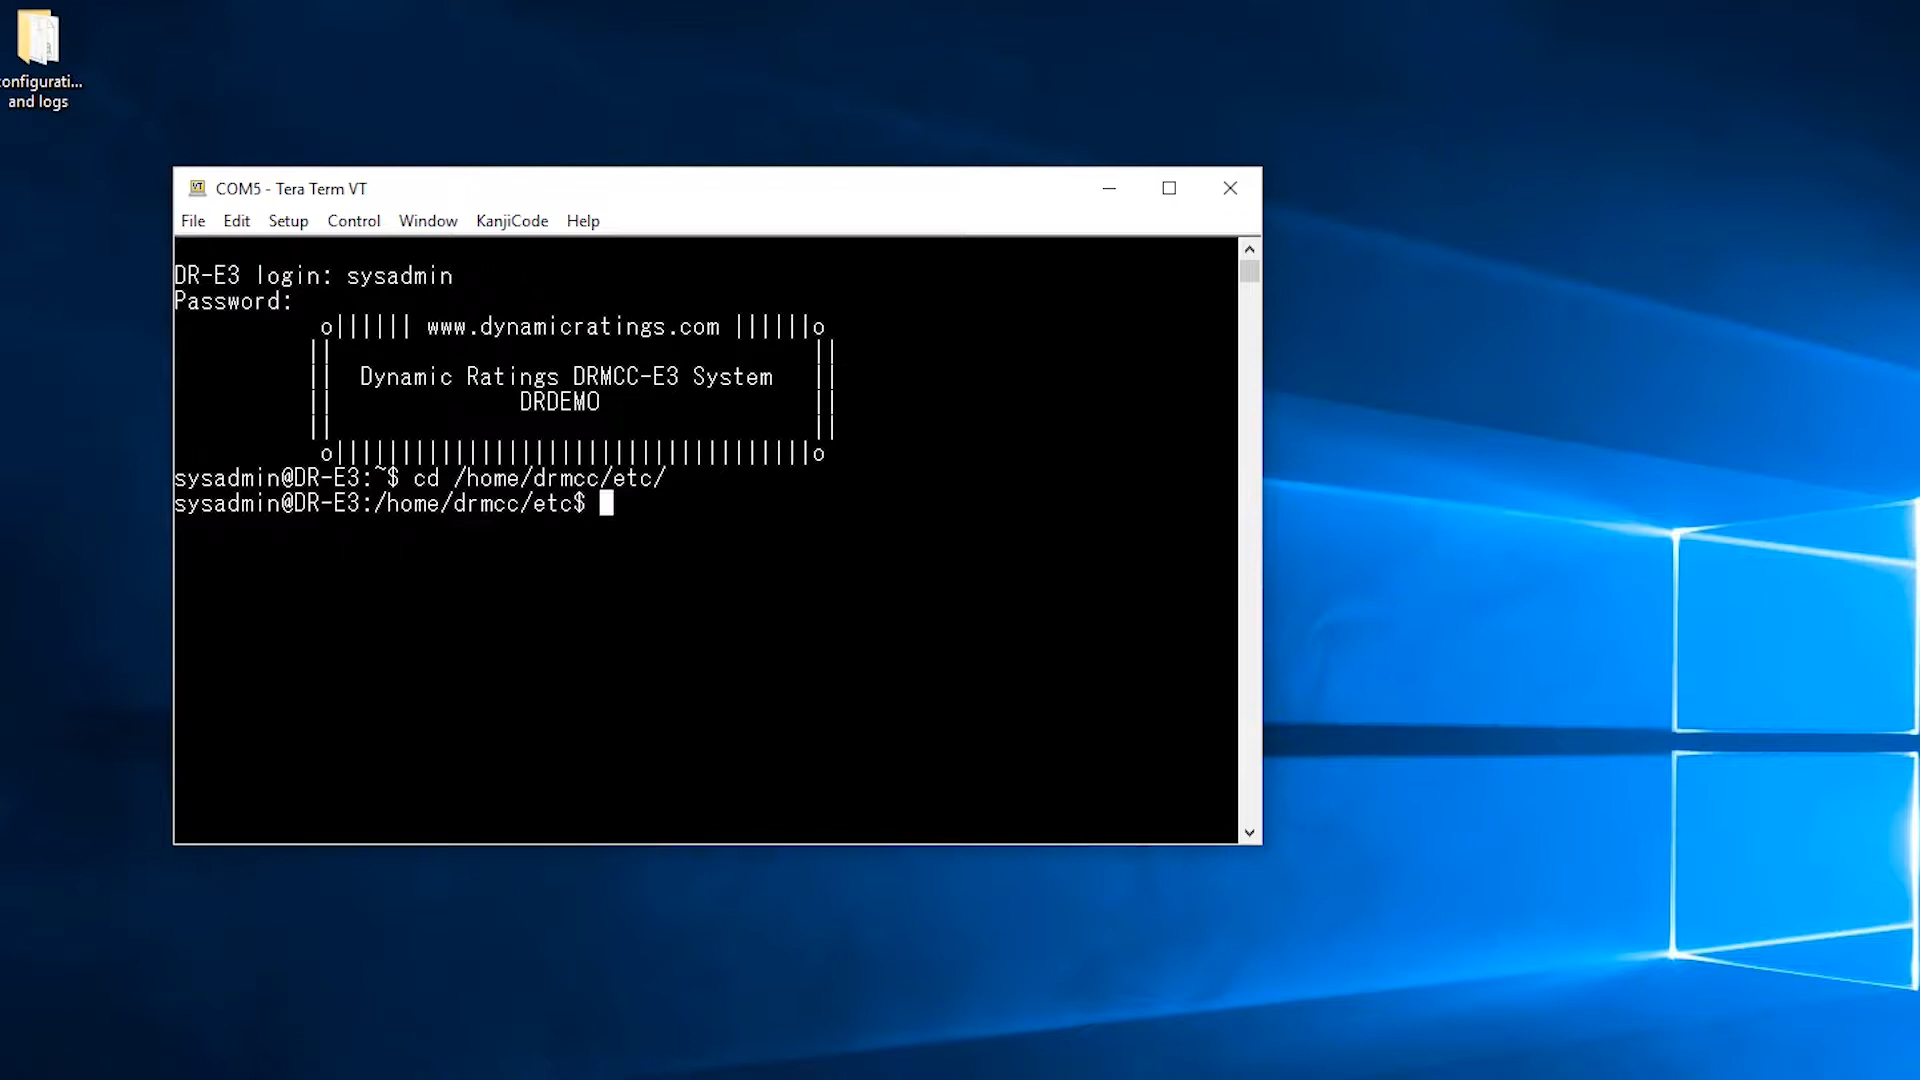 onfigurati...
and logs
COM5 - Tera Term VT
File Edit Setup Control Window KanjiCode Help
DR-E3 login: sysadmin
Password:
o|||||| www.dynamicratings.com ||||||o
|| ||
|| Dynamic Ratings DRMCC-E3 System ||
|| DRDEMO ||
|| ||
o||||||||||||||||||||||||||||||||||||o
sysadmin@DR-E3:~$ cd /home/drmcc/etc/
sysadmin@DR-E3:/home/drmcc/etc$